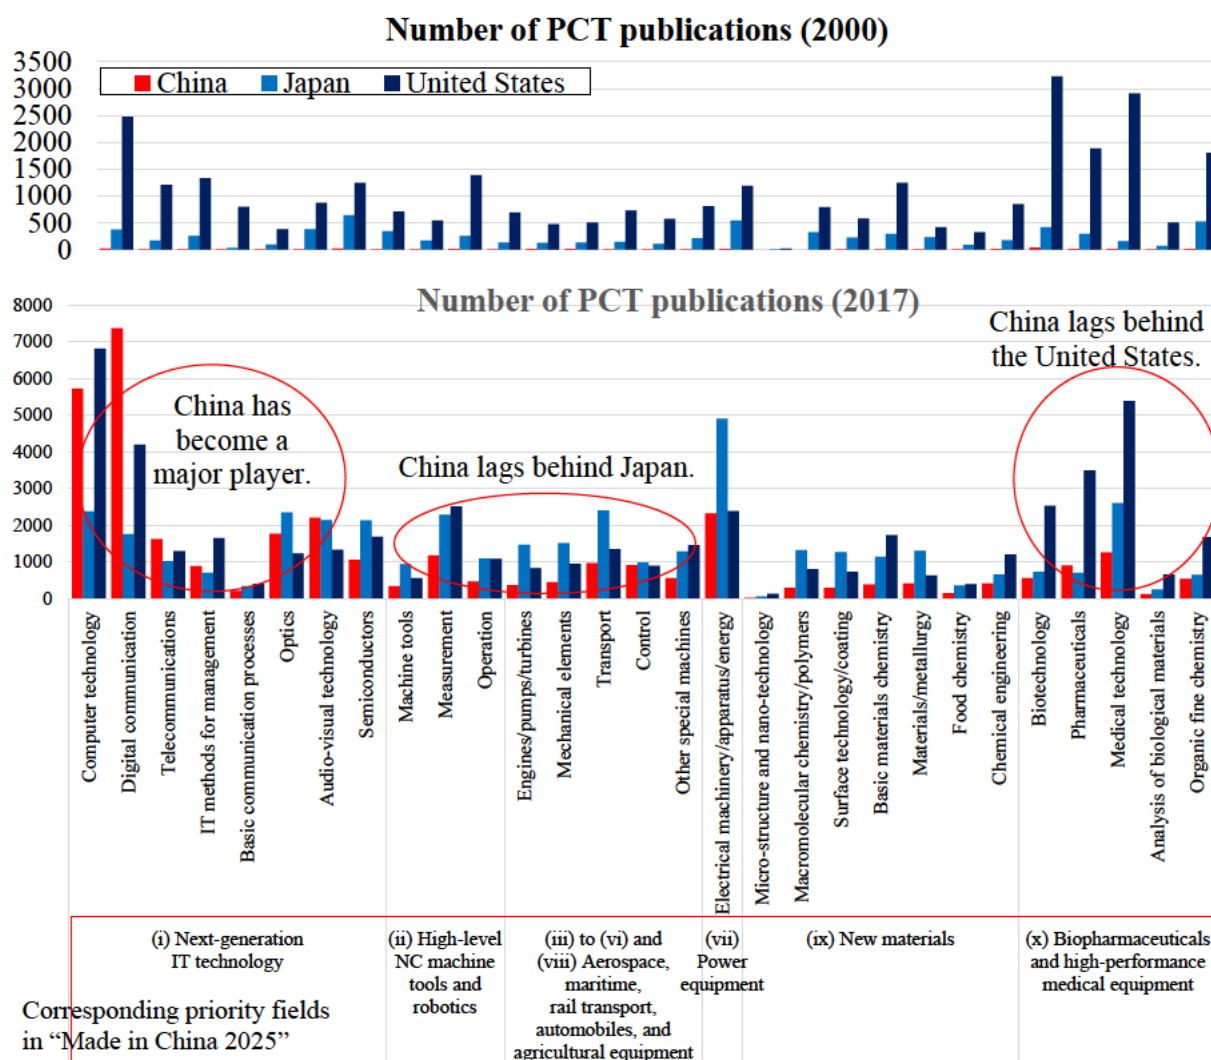 Number of PCT publications (2000)
3500
3000
2500
2000
1500
1000
500
0
China Japan United States
Number of PCT publications (2017)
8000
7000
6000
5000
4000
3000
2000
1000
0
China has
become a
major player.
China lags behind Japan.
China lags behind
the United States.
Computer technology
Digital communication
Telecommunications
IT methods for management
Basic communication processes
Optics
Audio-visual technology
Semiconductors
Machine tools
Measurement
Operation
Engines/pumps/turbines
Mechanical elements
Transport
Control
Other special machines
Electrical machinery/apparatus/energy
Micro-structure and nano-technology
Macromolecular chemistry/polymers
Surface technology/coating
Basic materials chemistry
Materials/metallurgy
Food chemistry
Chemical engineering
Biotechnology
Pharmaceuticals
Medical technology
Analysis of biological materials
Organic fine chemistry
(i) Next-generation
IT technology
(ii) High-level
NC machine
tools and
robotics
(iii) to (vi) and
(viii) Aerospace,
maritime,
rail transport,
automobiles, and
agricultural equipment
(vii)
Power
equipment
(ix) New materials
(x) Biopharmaceuticals
and high-performance
medical equipment
Corresponding priority fields
in “Made in China 2025”